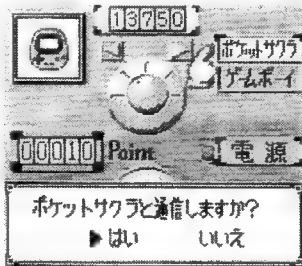 13750
ポケットサクラ
ゲームボーイ
00010 Point
電源
ポケットサクラと通信しますか?
▶はい いいえ